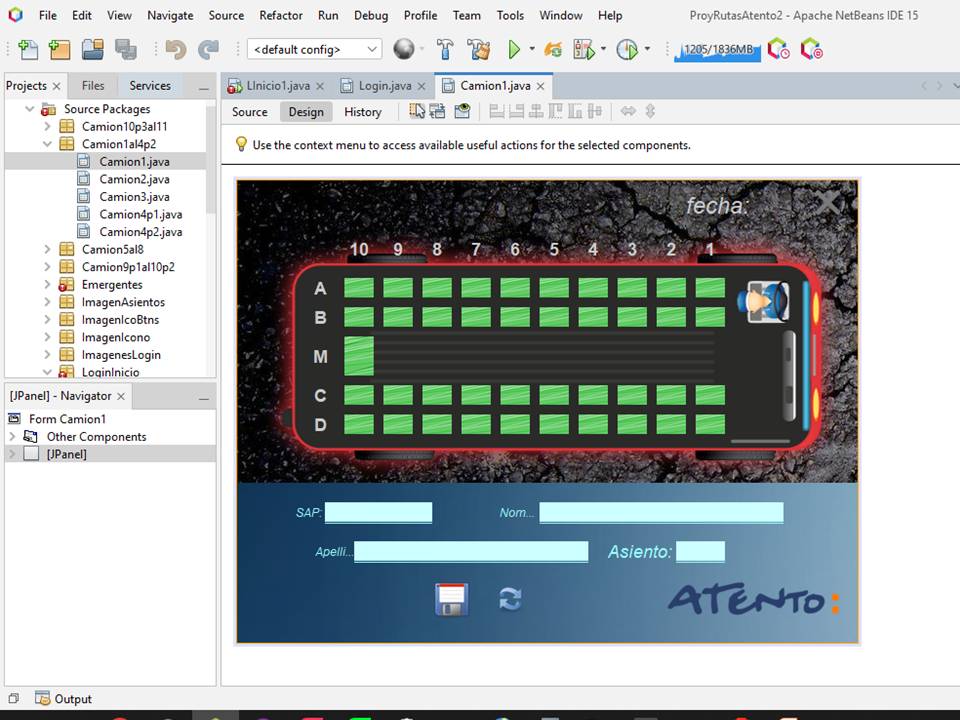 File Edit View Navigate Source Refactor Run Debug Profile Team Tools Window Help ProyRutasAtento2 - Apache NetBeans IDE 15
<default config> 1205/1836MB
Projects Files Services UInicio1.java Login.java Camion1.java
Source Design History
Use the context menu to access available useful actions for the selected components.
Source Packages
Camion10p3al11
Camion1al4p2
Camion1.java
Camion2.java
Camion3.java
Camion4p1.java
Camion4p2.java
Camion5al8
Camion9p1al10p2
Emergentes
ImagenAsientos
ImagenIcoBtns
ImagenIcono
ImagenesLogin
LoginInicio
[JPanel] - Navigator
Form Camion1
Other Components
[JPanel]
fecha:
10 9 8 7 6 5 4 3 2 1
A
B
M
C
D
SAP: Nom...
Apelli... Asiento:
ATENTO:
Output